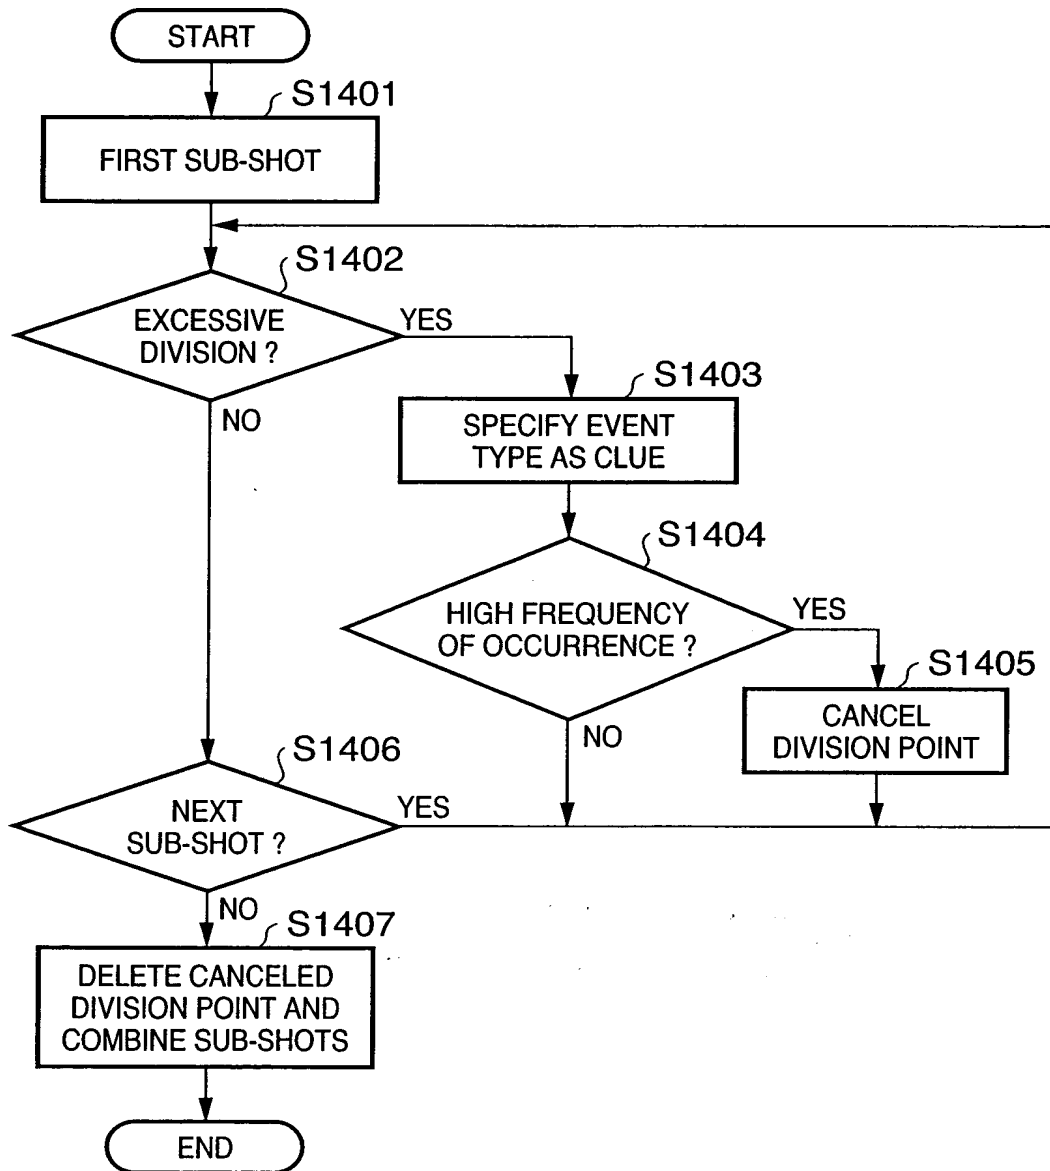 START
S1401
FIRST SUB-SHOT
S1402
EXCESSIVE
DIVISION ?
YES
NO
S1403
SPECIFY EVENT
TYPE AS CLUE
S1404
HIGH FREQUENCY
OF OCCURRENCE ?
YES
NO
S1405
CANCEL
DIVISION POINT
S1406
NEXT
SUB-SHOT ?
YES
NO
S1407
DELETE CANCELED
DIVISION POINT AND
COMBINE SUB-SHOTS
END